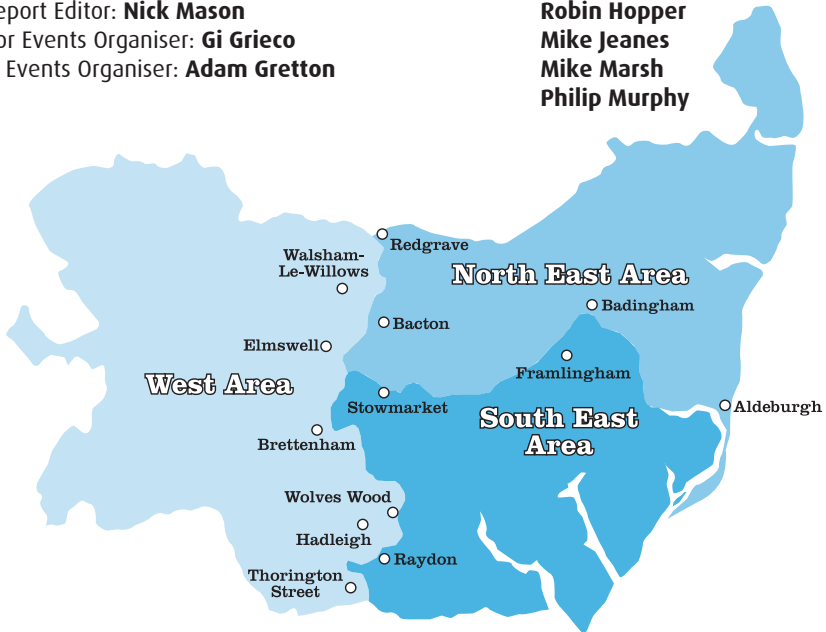 eport Editor: Nick Mason
or Events Organiser: Gi Grieco
Events Organiser: Adam Gretton
Robin Hopper
Mike Jeanes
Mike Marsh
Philip Murphy
Redgrave
Walsham-
Le-Willows
North East Area
Badingham
Bacton
Elmswell
Framlingham
West Area
Stowmarket
Aldeburgh
South East
Area
Brettenham
Wolves Wood
Hadleigh
Raydon
Thorington
Street